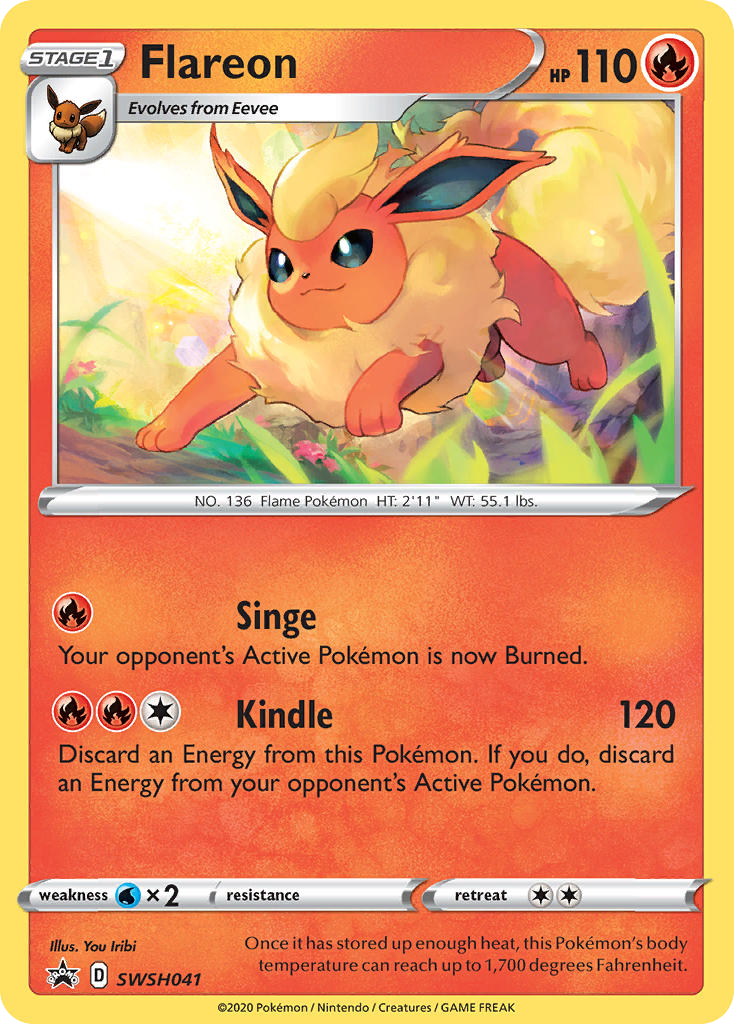 STAGE1
Flareon
HP 110
Evolves from Eevee
NO. 136 Flame Pokémon HT: 2'11" WT: 55.1 lbs.
Singe
Your opponent's Active Pokémon is now Burned.
Kindle 120
Discard an Energy from this Pokémon. If you do, discard
an Energy from your opponent's Active Pokémon.
weakness ×2 resistance retreat
Illus. You Iribi
Once it has stored up enough heat, this Pokémon's body
temperature can reach up to 1,700 degrees Fahrenheit.
PROMO D SWSH041
©2020 Pokémon / Nintendo / Creatures / GAME FREAK